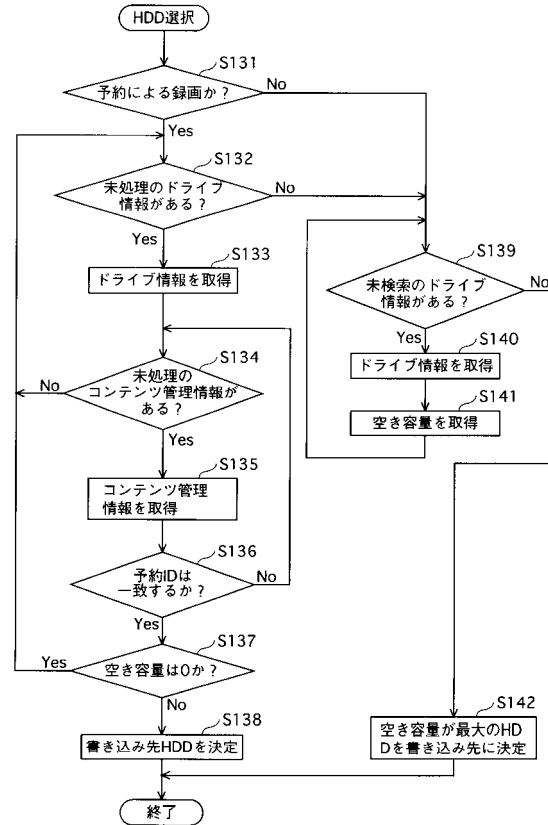 HDD選択
S131
予約による録画か？
No
Yes
S132
未処理のドライブ
情報がある？
No
Yes
S133
ドライブ情報を取得
S134
未処理の
コンテンツ管理情報が
ある？
No
Yes
S135
コンテンツ管理
情報を取得
S136
予約IDは
一致するか？
No
Yes
S137
空き容量は0か？
Yes
No
S138
書き込み先HDDを決定
終了
S139
未検索のドライブ
情報がある？
No
Yes
S140
ドライブ情報を取得
S141
空き容量を取得
S142
空き容量が最大のHD
Dを書き込み先に決定